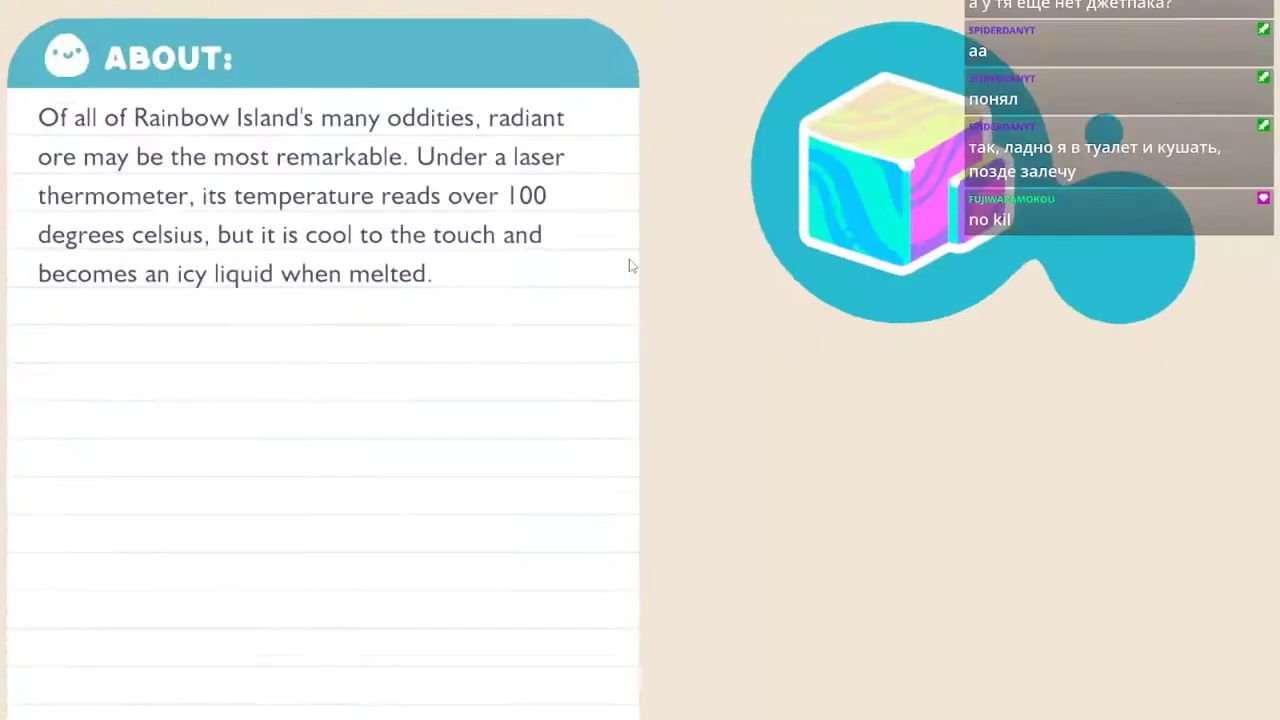 ABOUT:
Of all of Rainbow Island's many oddities, radiant
ore may be the most remarkable. Under a laser
thermometer, its temperature reads over 100
degrees celsius, but it is cool to the touch and
becomes an icy liquid when melted.
а у тя еще нет джетпака?
SPIDERDANYT
аа
SPIDERDANYT
понял
SPIDERDANYT
так, ладно я в туалет и кушать,
позде залечу
FUJIWARAMOKOU
no kil